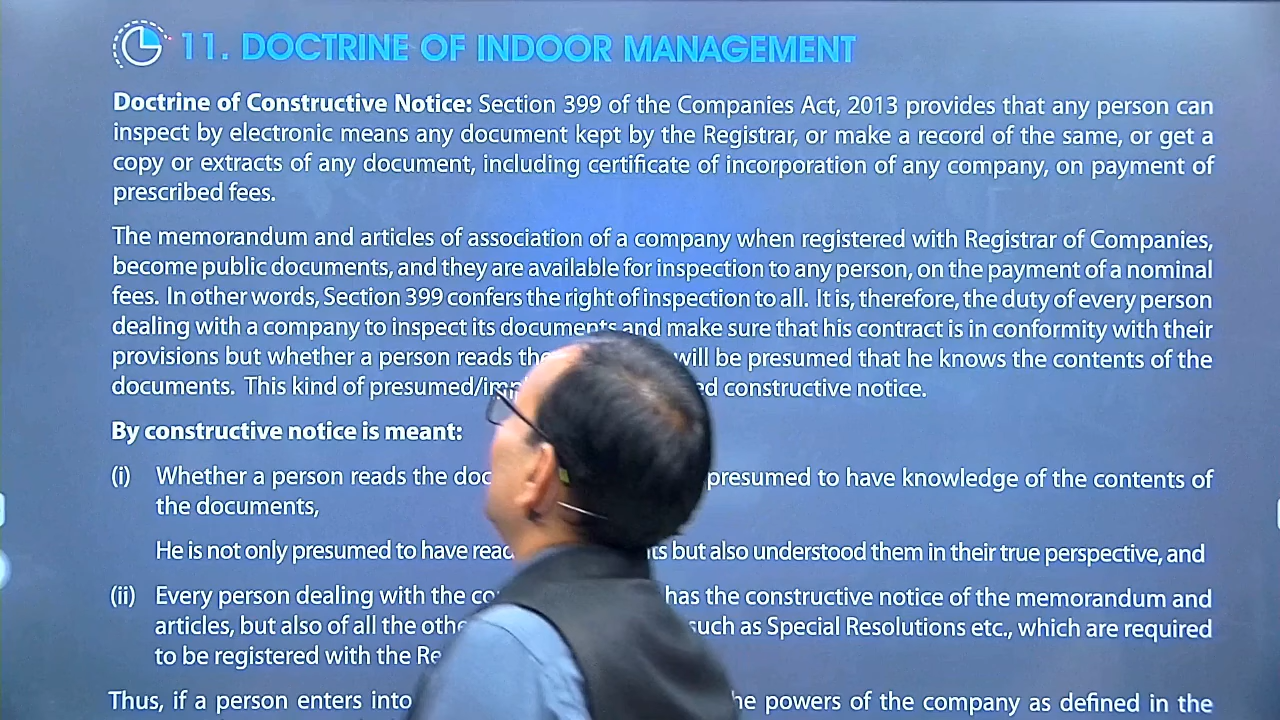 11. DOCTRINE OF INDOOR MANAGEMENT
Doctrine of Constructive Notice: Section 399 of the Companies Act, 2013 provides that any person can
inspect by electronic means any document kept by the Registrar, or make a record of the same, or get a
copy or extracts of any document, including certificate of incorporation of any company, on payment of
prescribed fees.
The memorandum and articles of association of a company when registered with Registrar of Companies,
become public documents, and they are available for inspection to any person, on the payment of a nominal
fees. In other words, Section 399 confers the right of inspection to all. It is, therefore, the duty of every person
dealing with a company to inspect its documents and make sure that his contract is in conformity with their
provisions but whether a person reads will be presumed that he knows the contents of the
documents. This kind of presumed/ constructive notice.
By constructive notice is meant:
(i) Whether a person reads the presumed to have knowledge of the contents of
the documents,
He is not only presumed to have but also understood them in their true perspective, and
(ii) Every person dealing with the has the constructive notice of the memorandum and
articles, but also of all the such as Special Resolutions etc., which are required
to be registered with the
Thus, if a person enters into powers of the company as defined in the